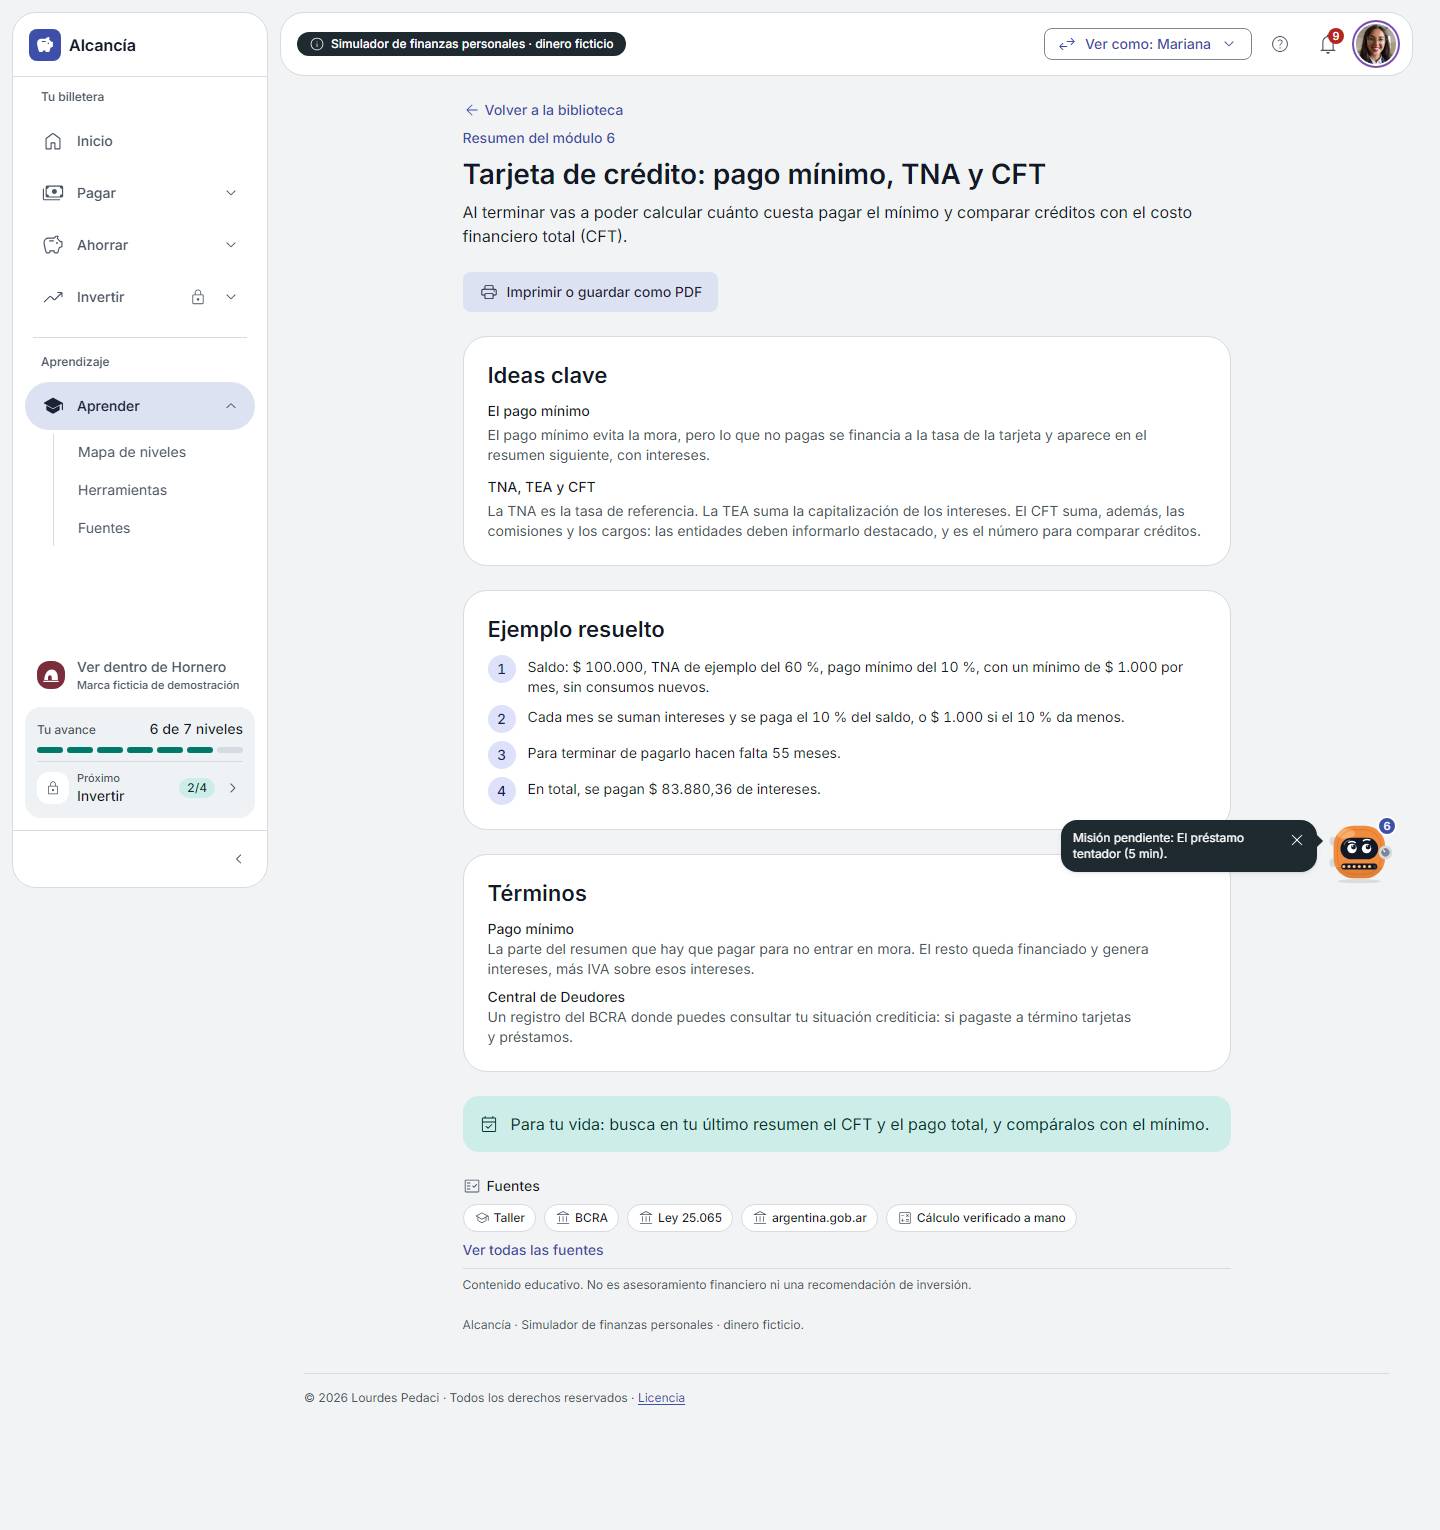 Alcancía
Simulador de finanzas personales · dinero ficticio
Ver como: Mariana
9
Tu billetera
Inicio
Pagar
Ahorrar
Invertir
Aprendizaje
Aprender
Mapa de niveles
Herramientas
Fuentes
Ver dentro de Hornero
Marca ficticia de demostración
Tu avance 6 de 7 niveles
Próximo
Invertir
2/4
Volver a la biblioteca
Resumen del módulo 6
Tarjeta de crédito: pago mínimo, TNA y CFT
Al terminar vas a poder calcular cuánto cuesta pagar el mínimo y comparar créditos con el costo
financiero total (CFT).
Imprimir o guardar como PDF
Ideas clave
El pago mínimo
El pago mínimo evita la mora, pero lo que no pagas se financia a la tasa de la tarjeta y aparece en el
resumen siguiente, con intereses.
TNA, TEA y CFT
La TNA es la tasa de referencia. La TEA suma la capitalización de los intereses. El CFT suma, además, las
comisiones y los cargos: las entidades deben informarlo destacado, y es el número para comparar créditos.
Ejemplo resuelto
1 Saldo: $ 100.000, TNA de ejemplo del 60 %, pago mínimo del 10 %, con un mínimo de $ 1.000 por
mes, sin consumos nuevos.
2 Cada mes se suman intereses y se paga el 10 % del saldo, o $ 1.000 si el 10 % da menos.
3 Para terminar de pagarlo hacen falta 55 meses.
4 En total, se pagan $ 83.880,36 de intereses.
Misión pendiente: El préstamo
tentador (5 min).
6
Términos
Pago mínimo
La parte del resumen que hay que pagar para no entrar en mora. El resto queda financiado y genera
intereses, más IVA sobre esos intereses.
Central de Deudores
Un registro del BCRA donde puedes consultar tu situación crediticia: si pagaste a término tarjetas
y préstamos.
Para tu vida: busca en tu último resumen el CFT y el pago total, y compáralos con el mínimo.
Fuentes
Taller
BCRA
Ley 25.065
argentina.gob.ar
Cálculo verificado a mano
Ver todas las fuentes
Contenido educativo. No es asesoramiento financiero ni una recomendación de inversión.
Alcancía · Simulador de finanzas personales · dinero ficticio.
© 2026 Lourdes Pedaci · Todos los derechos reservados · Licencia